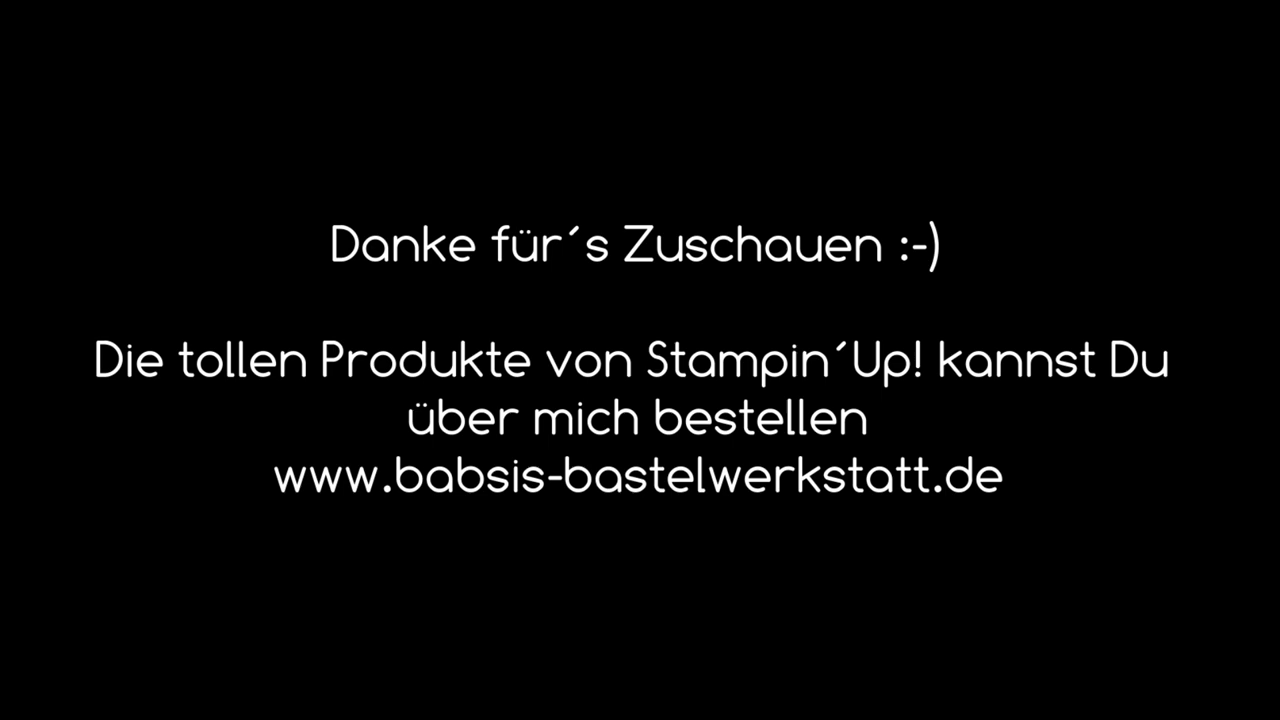 Danke für´s Zuschauen :-)
Die tollen Produkte von Stampin´Up! kannst Du
über mich bestellen
www.babsis-bastelwerkstatt.de